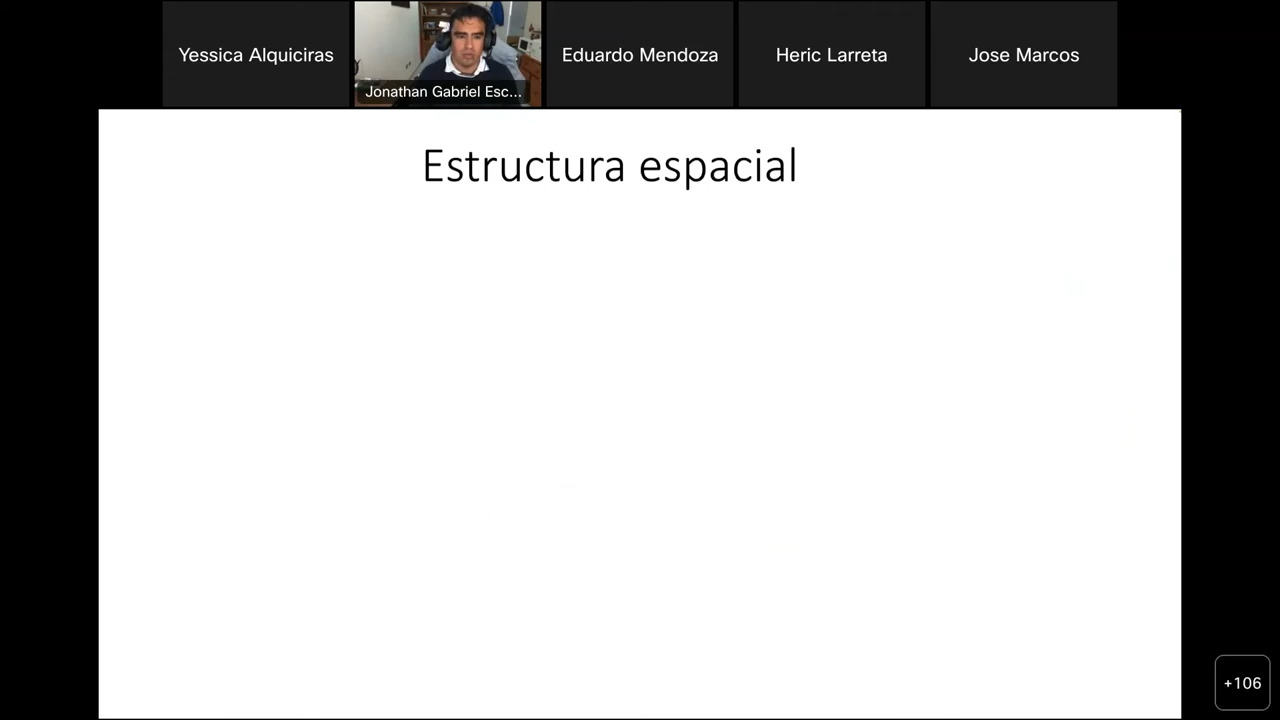 Yessica Alquiciras
Jonathan Gabriel Esc...
Eduardo Mendoza
Heric Larreta
Jose Marcos
Estructura espacial
+106